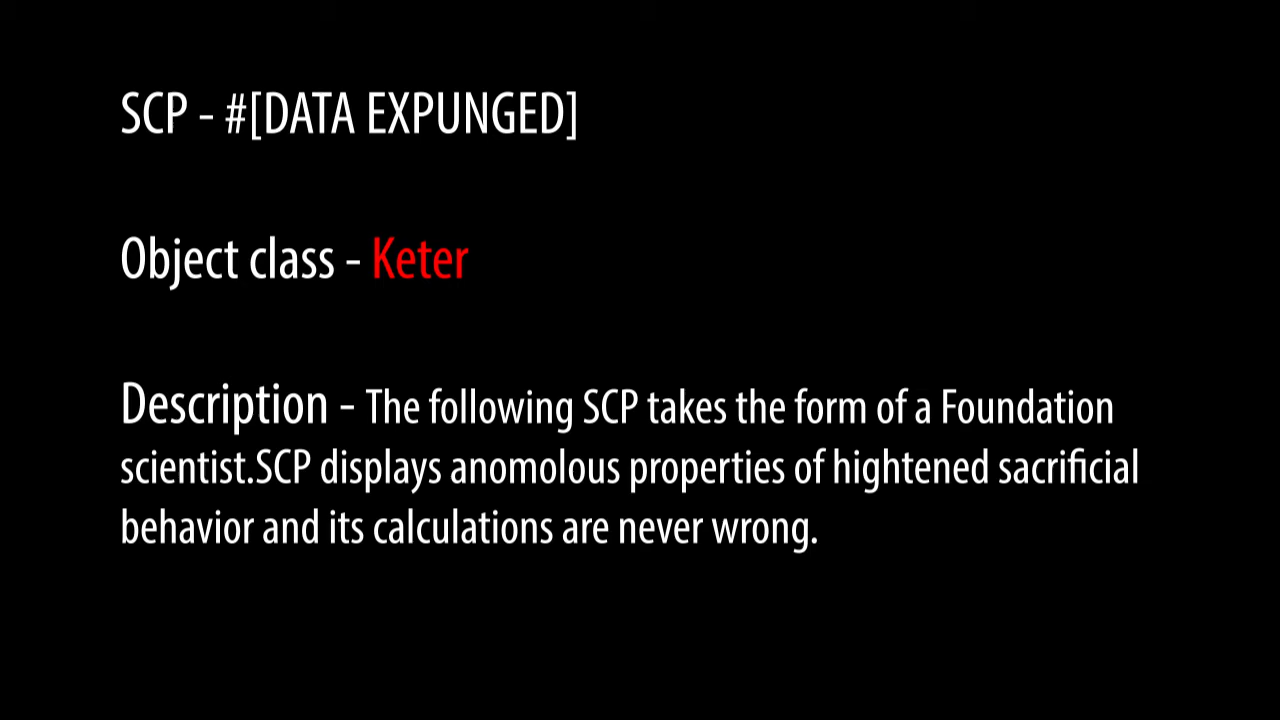 SCP - #[DATA EXPUNGED]
Object class - Keter
Description - The following SCP takes the form of a Foundation
scientist.SCP displays anomolous properties of hightened sacrificial
behavior and its calculations are never wrong.